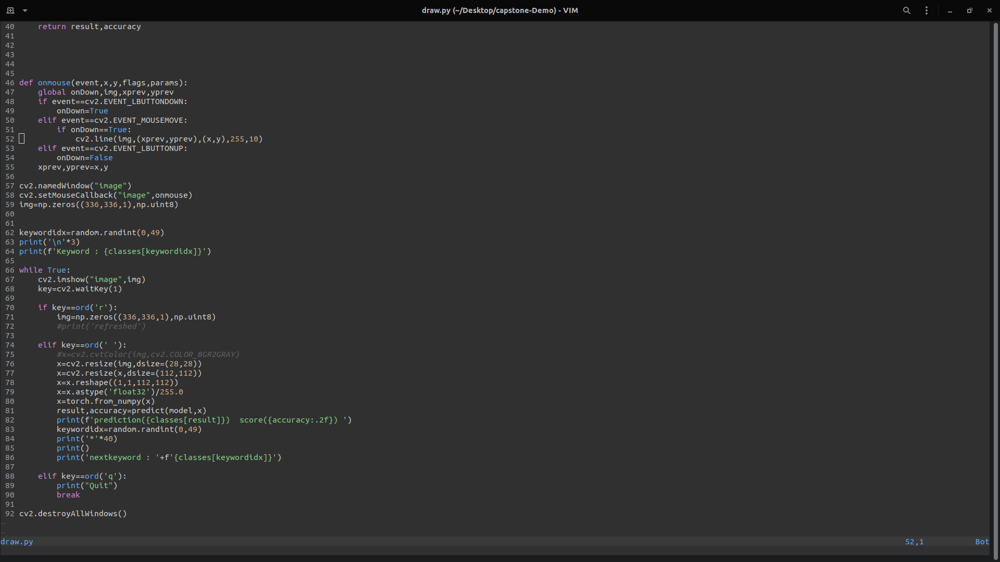 draw.py (~/Desktop/capstone-Demo) - VIM
40     return result,accuracy
41
42
43
44
45
46 def onmouse(event,x,y,flags,params):
47     global onDown,img,xprev,yprev
48     if event==cv2.EVENT_LBUTTONDOWN:
49         onDown=True
50     elif event==cv2.EVENT_MOUSEMOVE:
51         if onDown==True:
52             cv2.line(img,(xprev,yprev),(x,y),255,10)
53     elif event==cv2.EVENT_LBUTTONUP:
54         onDown=False
55     xprev,yprev=x,y
56
57 cv2.namedWindow("image")
58 cv2.setMouseCallback("image",onmouse)
59 img=np.zeros((336,336,1),np.uint8)
60
61
62 keywordidx=random.randint(0,49)
63 print('\n'*3)
64 print(f'Keyword : {classes[keywordidx]}')
65
66 while True:
67     cv2.imshow("image",img)
68     key=cv2.waitKey(1)
69
70     if key==ord('r'):
71         img=np.zeros((336,336,1),np.uint8)
72         #print('refreshed')
73
74     elif key==ord(' '):
75         #x=cv2.cvtColor(img,cv2.COLOR_BGR2GRAY)
76         x=cv2.resize(img,dsize=(28,28))
77         x=cv2.resize(x,dsize=(112,112))
78         x=x.reshape((1,1,112,112))
79         x=x.astype('float32')/255.0
80         x=torch.from_numpy(x)
81         result,accuracy=predict(model,x)
82         print(f'prediction({classes[result]})  score({accuracy:.2f}) ')
83         keywordidx=random.randint(0,49)
84         print('*'*40)
85         print()
86         print('nextkeyword : '+f'{classes[keywordidx]}')
87
88     elif key==ord('q'):
89         print("Quit")
90         break
91
92 cv2.destroyAllWindows()
~
~
draw.py 52,1 Bot